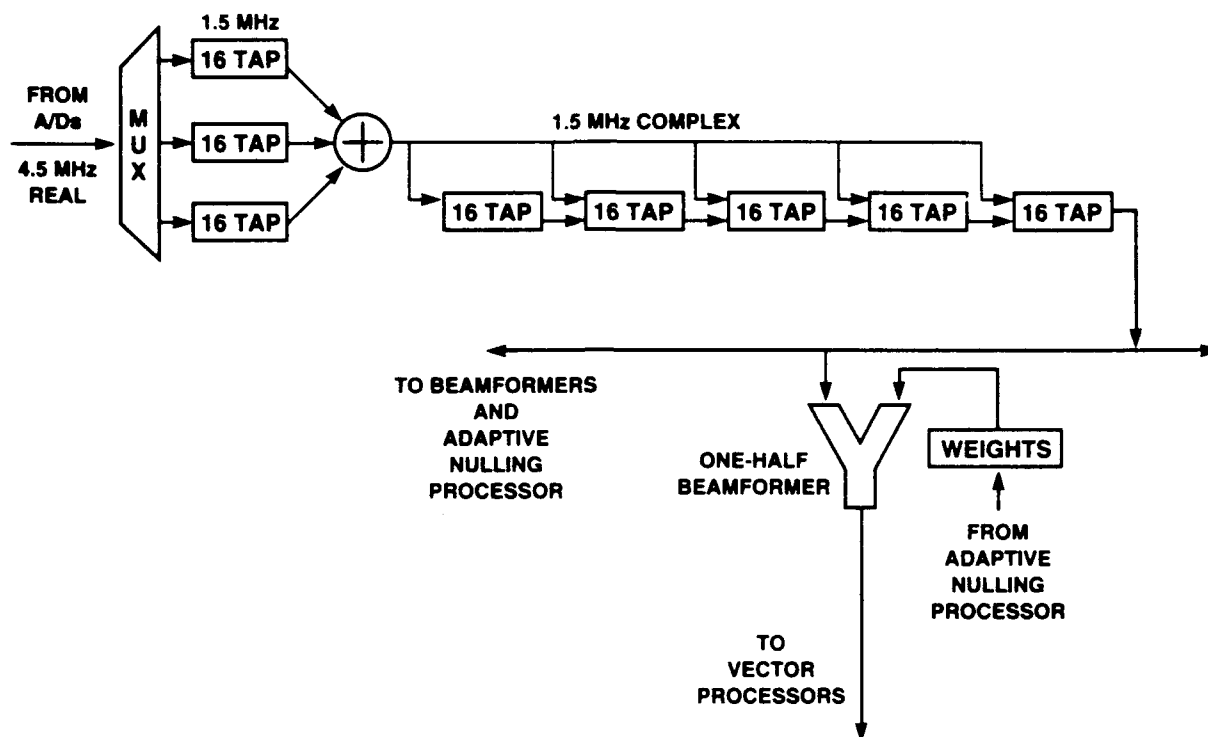 1.5 MHz
16 TAP
FROM
A/Ds
4.5 MHz
REAL
MUX
16 TAP
16 TAP
1.5 MHz COMPLEX
16 TAP
16 TAP
16 TAP
16 TAP
16 TAP
TO BEAMFORMERS
AND
ADAPTIVE
NULLING
PROCESSOR
ONE-HALF
BEAMFORMER
WEIGHTS
FROM
ADAPTIVE
NULLING
PROCESSOR
TO
VECTOR
PROCESSORS